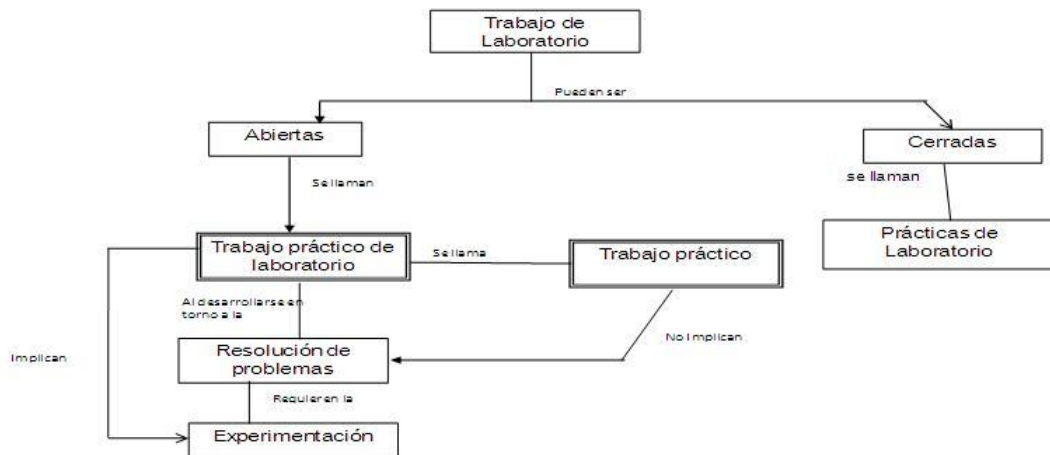 Trabajo de
Laboratorio
Pueden ser
Abiertas
Cerradas
Se llaman
se llaman
Trabajo práctico de
laboratorio
Se llama
Trabajo práctico
Prácticas de
Laboratorio
Al desarrollarse en
torno a la
Implican
Resolución de
problemas
No Implican
Requieren la
Experimentación